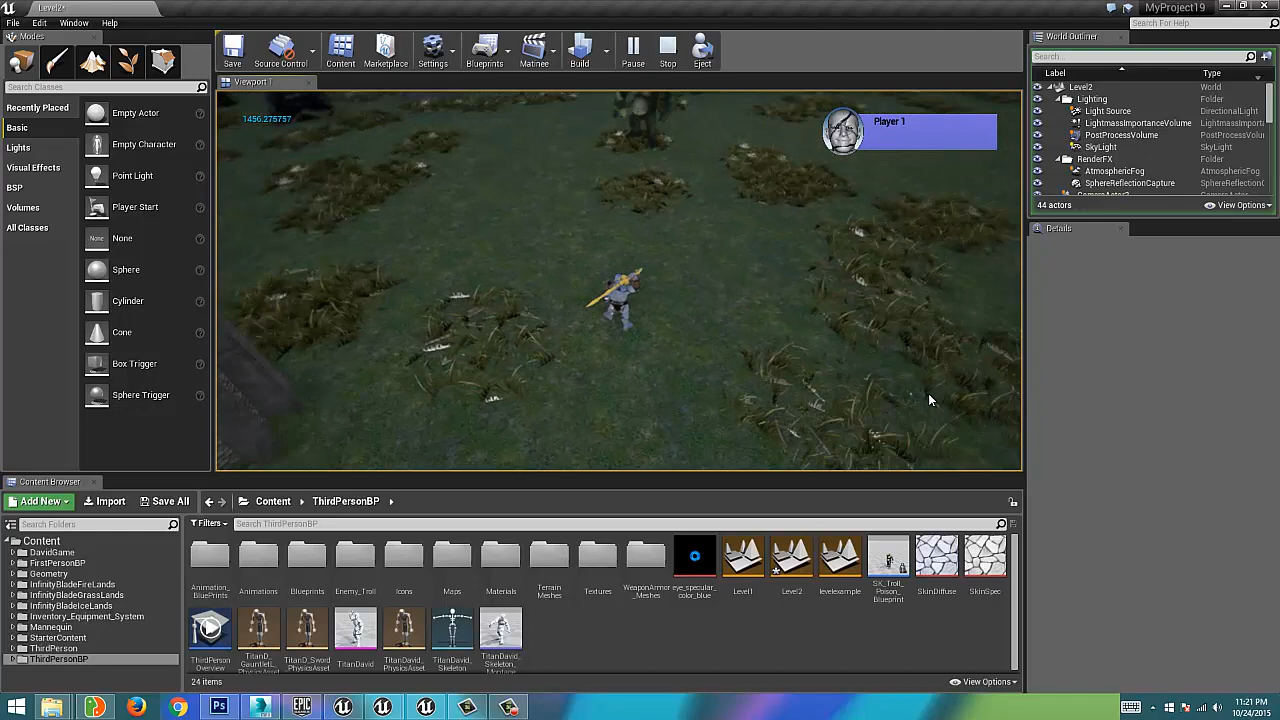 Level2*
MyProject19
File Edit Window Help
Search For Help
Modes
Save
Source Control
Content
Marketplace
Settings
Blueprints
Matinee
Build
Pause
Stop
Eject
World Outliner
Search...
Label Type
Level2 World
Lighting Folder
Light Source DirectionalLight
LightmassImportanceVolume LightmassImportanceVolu
PostProcessVolume PostProcessVolu
SkyLight SkyLight
RenderFX Folder
AtmosphericFog AtmosphericFog
SphereReflectionCapture SphereReflection
44 actors
View Options
Details
Search Classes
Recently Placed
Basic
Lights
Visual Effects
BSP
Volumes
All Classes
Empty Actor
Empty Character
Point Light
Player Start
None
None
Sphere
Cylinder
Cone
Box Trigger
Sphere Trigger
Viewport 1
1456.275757
Player 1
Content Browser
Add New
Import
Save All
Content
ThirdPersonBP
Search Folders
Filters
Search ThirdPersonBP
Content
DavidGame
FirstPersonBP
Geometry
InfinityBladeFireLands
InfinityBladeGrassLands
InfinityBladeIceLands
Inventory_Equipment_System
Mannequin
StarterContent
ThirdPerson
ThirdPersonBP
Animation_BluePrints
Animations
Blueprints
Enemy_Troll
Icons
Maps
Materials
Terrain Meshes
Textures
WeaponArmor_Meshes
eye_specular_color_blue
Level1
Level2
levelexample
SK_Troll_Poison_Blueprint
SkinDiffuse
SkinSpec
ThirdPerson Overview
TitanD_GauntletL_PhysicsAsset
TitanD_Sword_PhysicsAsset
TitanDavid
TitanDavid_PhysicsAsset
TitanDavid_Skeleton
TitanDavid_Skeleton_Montage
24 items
View Options
11:21 PM
10/24/2015